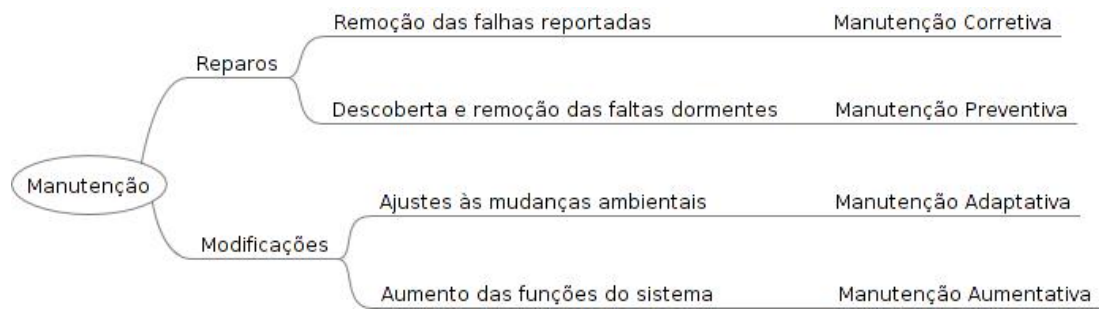 Remoção das falhas reportadas Manutenção Corretiva
Reparos
Descoberta e remoção das faltas dormentes Manutenção Preventiva
Manutenção
Ajustes às mudanças ambientais Manutenção Adaptativa
Modificações
Aumento das funções do sistema Manutenção Aumentativa